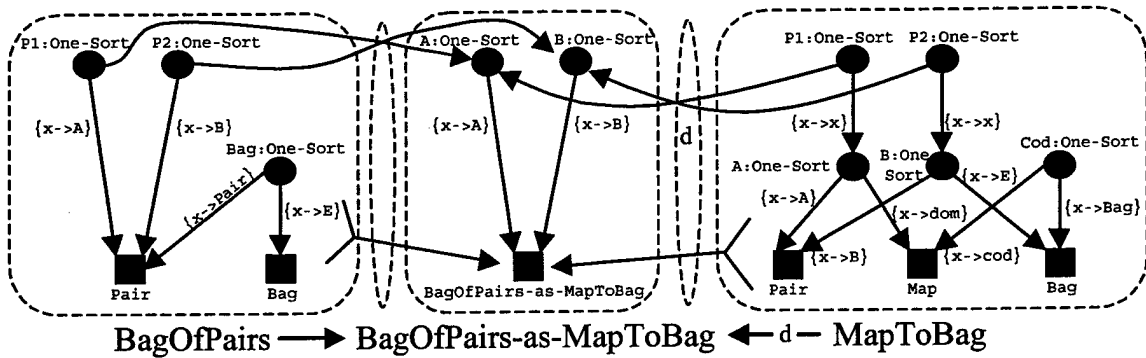 P1:One-Sort P2:One-Sort
{x->A} {x->B}
Bag:One-Sort
{x->Pair} {x->E}
Pair Bag
A:One-Sort B:One-Sort
{x->A} {x->B}
BagOfPairs-as-MapToBag
d
P1:One-Sort P2:One-Sort
{x->x} {x->x}
A:One-Sort B:One Sort Cod:One-Sort
{x->A} {x->dom} {x->E} {x->Bag}
{x->B} {x->cod}
Pair Map Bag
BagOfPairs BagOfPairs-as-MapToBag d MapToBag